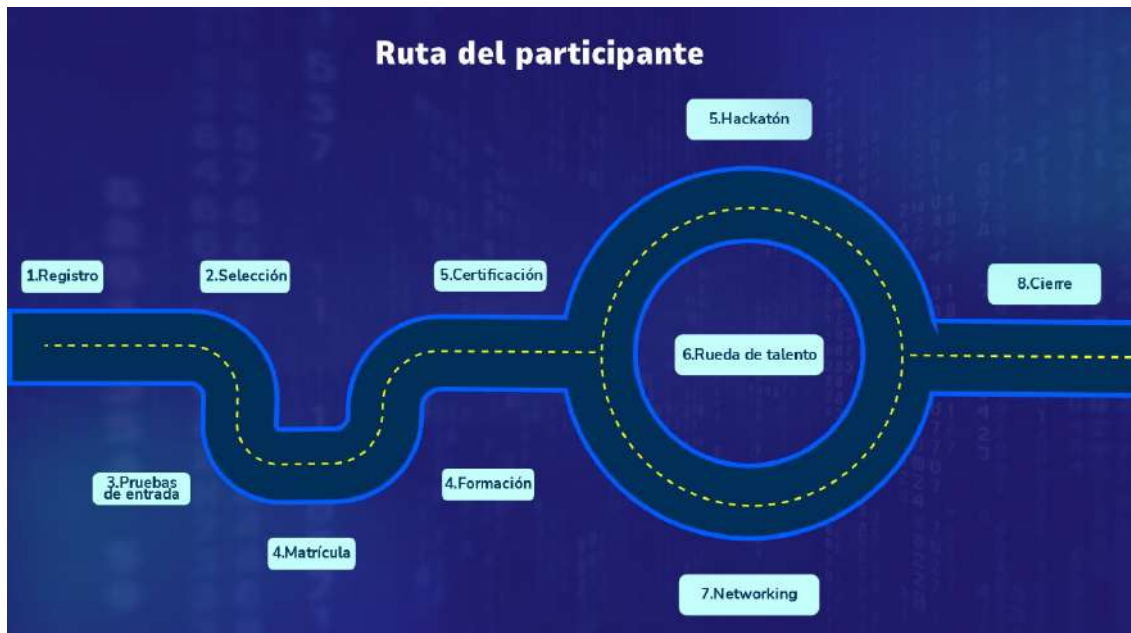 Ruta del participante
5.Hackatón
1.Registro
2.Selección
5.Certificación
8.Cierre
6.Rueda de talento
3.Pruebas
de entrada
4.Formación
4.Matrícula
7.Networking